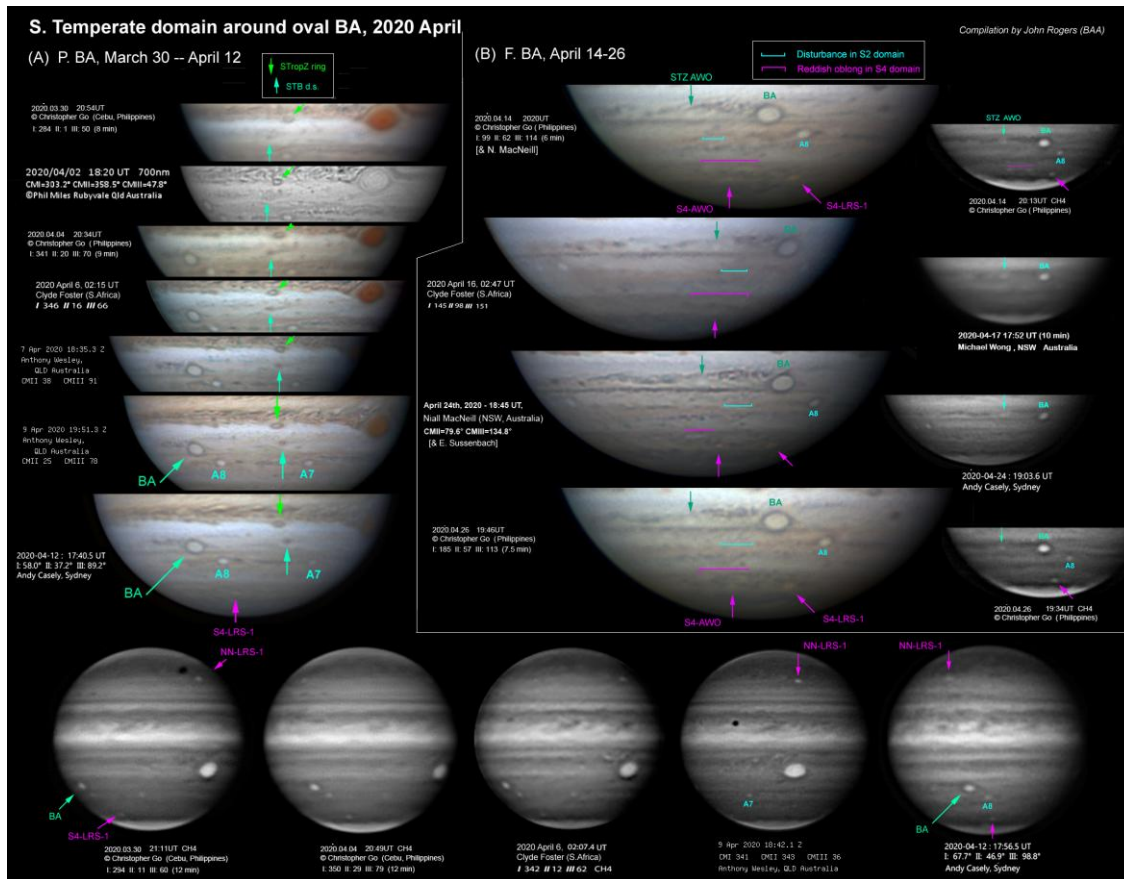 S. Temperate domain around oval BA, 2020 April
Compilation by John Rogers (BAA)
(A) P. BA, March 30 -- April 12
STropZ ring
STB d.s.
2020.03.30 20:54UT
© Christopher Go (Cebu, Philippines)
I: 284 II: 1 III: 50 (8 min)
2020/04/02 18:20 UT 700nm
CMI=303.2° CMII=358.5° CMIII=47.8°
©Phil Miles Rubyvale Qld Australia
2020.04.04 20:34UT
© Christopher Go ( Philippines)
I: 341 II: 20 III: 70 (9 min)
2020 April 6, 02:15 UT
Clyde Foster (S.Africa)
I 346 II 16 III 66
7 Apr 2020 18:35.3 Z
Anthony Wesley,
QLD Australia
CMII 38 CMIII 91
9 Apr 2020 19:51.3 Z
Anthony Wesley,
QLD Australia
CMII 25 CMIII 78
BA
A8
A7
2020-04-12 : 17:40.5 UT
I: 58.0° II: 37.2° III: 89.2°
Andy Casely, Sydney
BA
A8
A7
S4-LRS-1
(B) F. BA, April 14-26
Disturbance in S2 domain
Reddish oblong in S4 domain
STZ AWO
BA
2020.04.14 2020UT
© Christopher Go ( Philippines)
I: 99 II: 62 III: 114 (6 min)
[& N. MacNeill]
A8
S4-AWO
S4-LRS-1
STZ AWO
BA
A8
2020.04.14 20:13UT CH4
© Christopher Go ( Philippines)
BA
2020 April 16, 02:47 UT
Clyde Foster (S.Africa)
I 145 II 98 III 151
BA
2020-04-17 17:52 UT (10 min)
Michael Wong , NSW Australia
BA
April 24th, 2020 - 18:45 UT,
Niall MacNeill (NSW, Australia)
CMII=79.6° CMIII=134.8°
[& E. Sussenbach]
A8
BA
2020-04-24 : 19:03.6 UT
Andy Casely, Sydney
BA
2020.04.26 19:46UT
© Christopher Go ( Philippines)
I: 185 II: 57 III: 113 (7.5 min)
A8
S4-AWO
S4-LRS-1
BA
A8
2020.04.26 19:34UT CH4
© Christopher Go ( Philippines)
NN-LRS-1
BA
S4-LRS-1
2020.03.30 21:11UT CH4
© Christopher Go (Cebu, Philippines)
I: 294 II: 11 III: 60 (12 min)
2020.04.04 20:49UT CH4
© Christopher Go (Cebu, Philippines)
I: 350 II: 29 III: 79 (12 min)
2020 April 6, 02:07.4 UT
Clyde Foster (S.Africa)
I 342 II 12 III 62 CH4
NN-LRS-1
A7
9 Apr 2020 18:42.1 Z
CMI 341 CMII 343 CMIII 36
Anthony Wesley, QLD Australia
NN-LRS-1
BA
A8
2020-04-12 : 17:56.5 UT
I: 67.7° II: 46.9° III: 98.8°
Andy Casely, Sydney